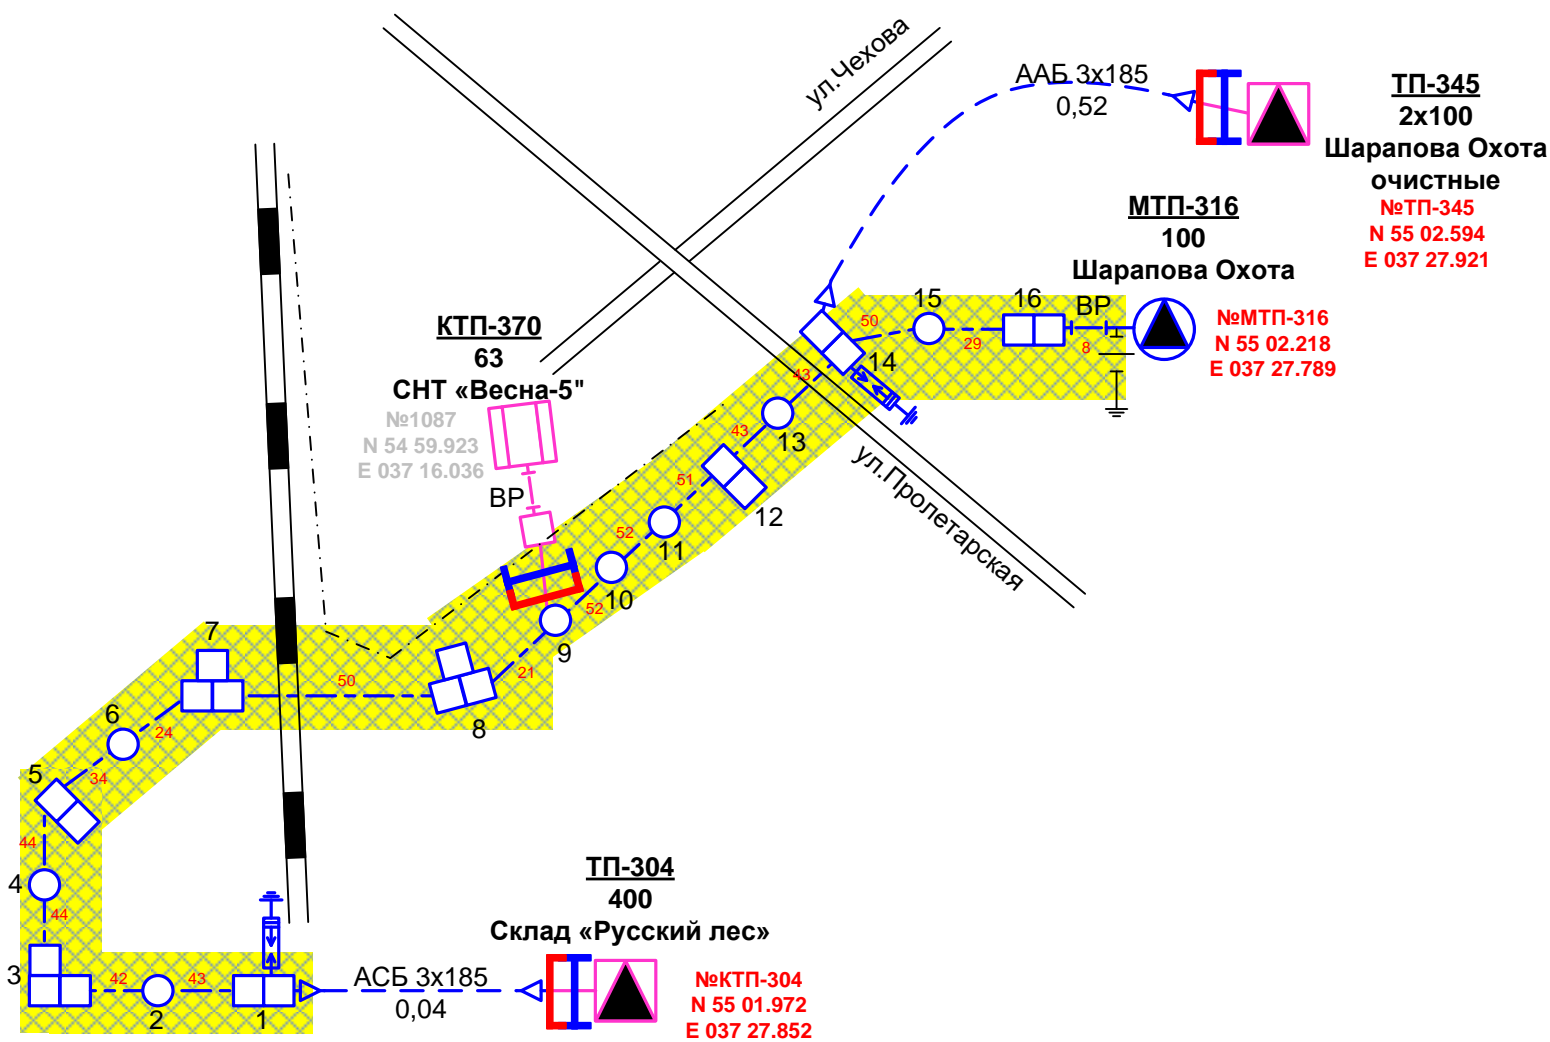 ул.Чехова
ААБ 3х185
0,52
ТП-345
2х100
Шарапова Охота
очистные
№ТП-345
N 55 02.594
E 037 27.921
МТП-316
100
Шарапова Охота
№МТП-316
N 55 02.218
E 037 27.789
15
16
ВР
50
29
8
14
43
13
КТП-370
63
СНТ «Весна-5"
№1087
N 54 59.923
E 037 16.036
ВР
43
12
51
11
52
10
52
9
ул.Пролетарская
21
8
50
7
6
24
5
34
44
4
44
3
42
2
43
1
АСБ 3х185
0,04
ТП-304
400
Склад «Русский лес»
№КТП-304
N 55 01.972
E 037 27.852